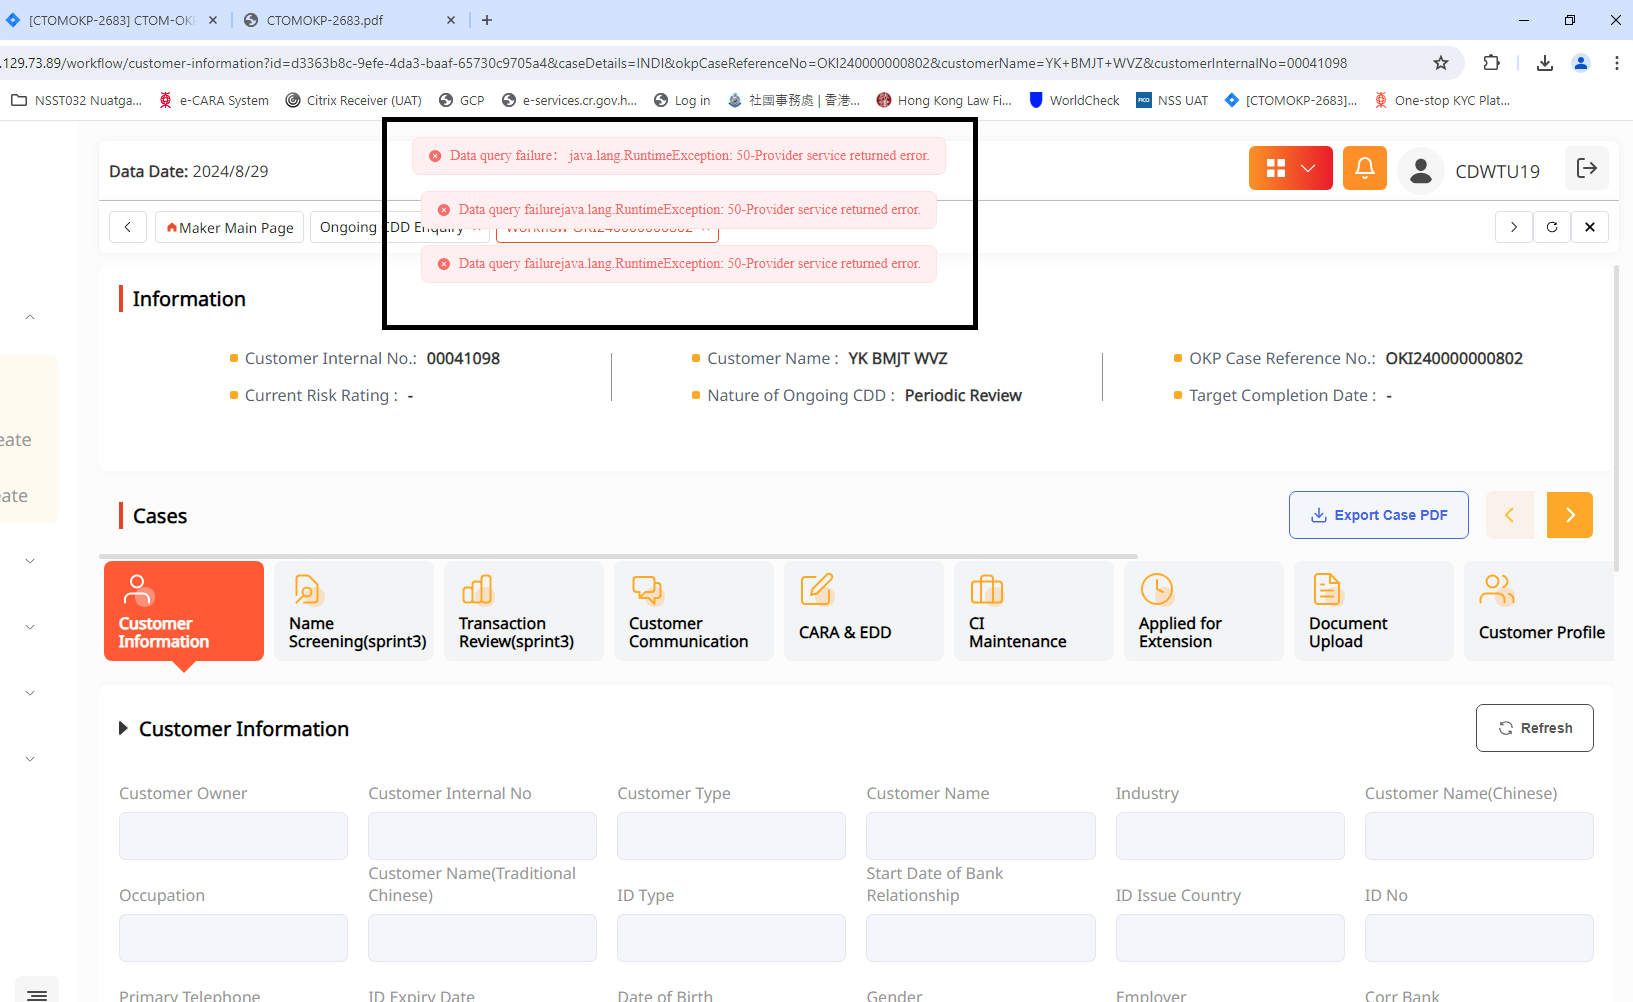 [CTOMOKP-2683] CTOM-OK
CTOMOKP-2683.pdf
.129.73.89/workflow/customer-information?id=d3363b8c-9efe-4da3-baaf-65730c9705a4&caseDetails=INDI&okpCaseReferenceNo=OKI240000000802&customerName=YK+BMJT+WVZ&customerInternalNo=00041098
NSST032 Nuatga...
e-CARA System
Citrix Receiver (UAT)
GCP
e-services.cr.gov.h...
Log in
社團事務處 | 香港...
Hong Kong Law Fi...
WorldCheck
FICO
NSS UAT
[CTOMOKP-2683]...
One-stop KYC Plat...
Data Date: 2024/8/29
Data query failure： java.lang.RuntimeException: 50-Provider service returned error.
CDWTU19
Data query failurejava.lang.RuntimeException: 50-Provider service returned error.
Maker Main Page
Ongoing CDD Enquiry
Workflow OKI240000000802
Data query failurejava.lang.RuntimeException: 50-Provider service returned error.
Information
Customer Internal No.: 00041098
Customer Name : YK BMJT WVZ
OKP Case Reference No.: OKI240000000802
Current Risk Rating : -
Nature of Ongoing CDD : Periodic Review
Target Completion Date : -
eate
ate
Cases
Export Case PDF
Customer
Information
Name
Screening(sprint3)
Transaction
Review(sprint3)
Customer
Communication
CARA & EDD
CI
Maintenance
Applied for
Extension
Document
Upload
Customer Profile
Customer Information
Refresh
Customer Owner
Customer Internal No
Customer Type
Customer Name
Industry
Customer Name(Chinese)
Occupation
Customer Name(Traditional
Chinese)
ID Type
Start Date of Bank
Relationship
ID Issue Country
ID No
Primary Telephone
ID Expiry Date
Date of Birth
Gender
Employer
Corr Bank